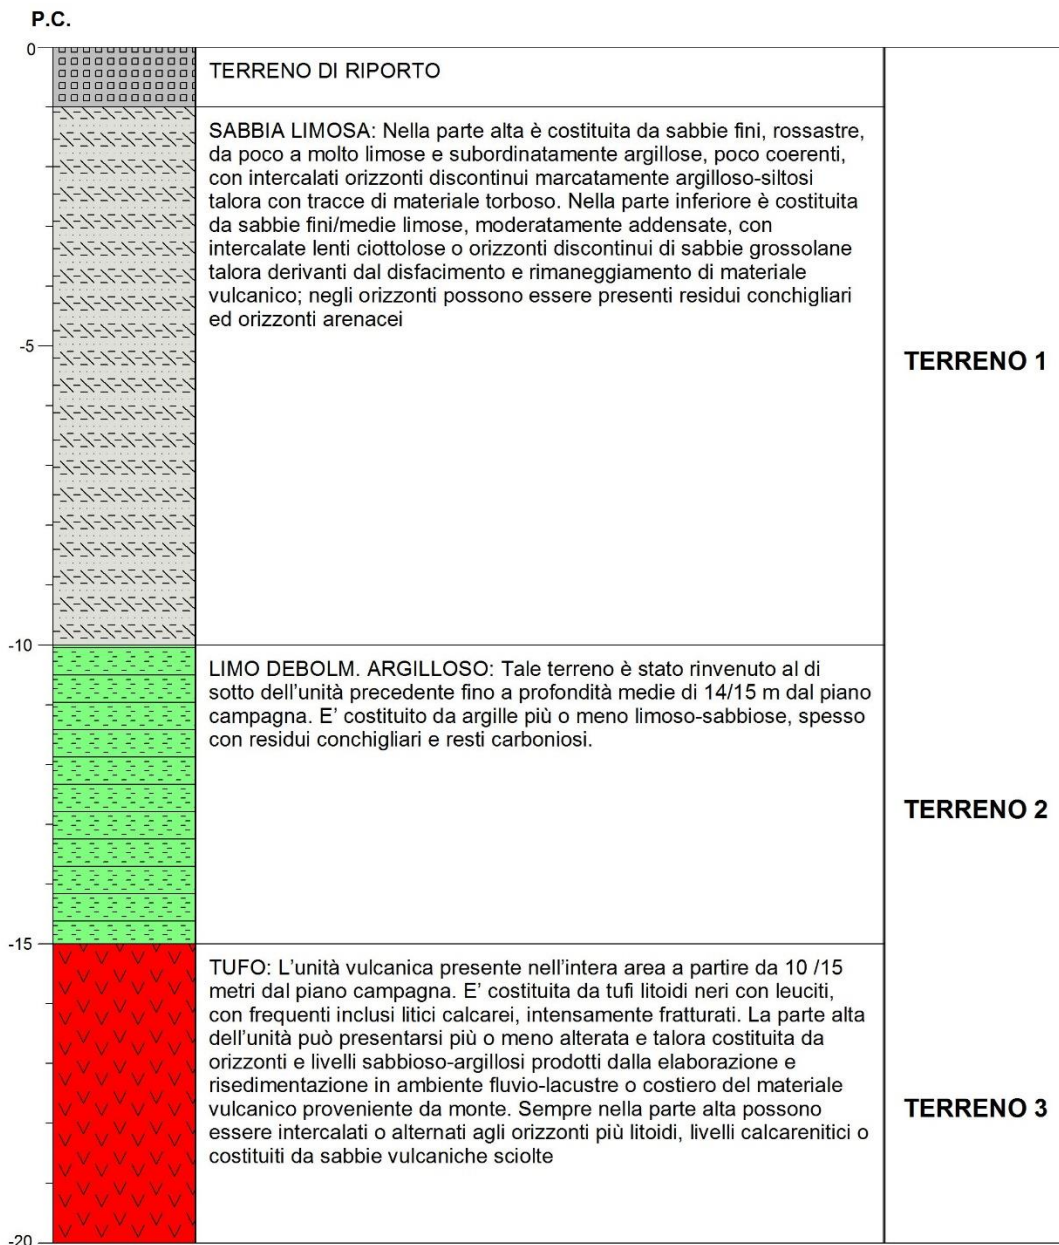 P.C.
0
TERRENO DI RIPORTO
SABBIA LIMOSA: Nella parte alta è costituita da sabbie fini, rossastre,
da poco a molto limose e subordinatamente argillose, poco coerenti,
con intercalati orizzonti discontinui marcatamente argilloso-siltosi
talora con tracce di materiale torboso. Nella parte inferiore è costituita
da sabbie fini/medie limose, moderatamente addensate, con
intercalate lenti ciottolose o orizzonti discontinui di sabbie grossolane
talora derivanti dal disfacimento e rimaneggiamento di materiale
vulcanico; negli orizzonti possono essere presenti residui conchigliari
ed orizzonti arenacei
-5
TERRENO 1
-10
LIMO DEBOLM. ARGILLOSO: Tale terreno è stato rinvenuto al di
sotto dell'unità precedente fino a profondità medie di 14/15 m dal piano
campagna. E' costituito da argille più o meno limoso-sabbiose, spesso
con residui conchigliari e resti carboniosi.
TERRENO 2
-15
TUFO: L'unità vulcanica presente nell'intera area a partire da 10 /15
metri dal piano campagna. E' costituita da tufi litoidi neri con leuciti,
con frequenti inclusi litici calcarei, intensamente fratturati. La parte alta
dell'unità può presentarsi più o meno alterata e talora costituita da
orizzonti e livelli sabbioso-argillosi prodotti dalla elaborazione e
risedimentazione in ambiente fluvio-lacustre o costiero del materiale
vulcanico proveniente da monte. Sempre nella parte alta possono
essere intercalati o alternati agli orizzonti più litoidi, livelli calcarenitici o
costituiti da sabbie vulcaniche sciolte
TERRENO 3
-20